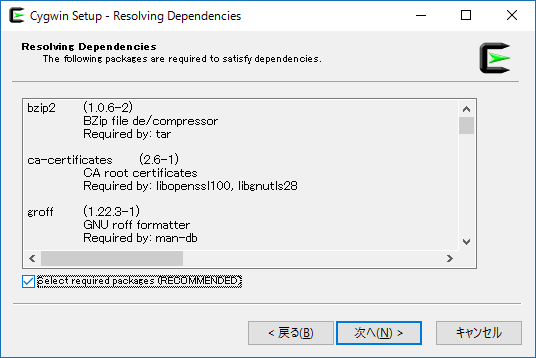 Cygwin Setup - Resolving Dependencies
Resolving Dependencies
The following packages are required to satisfy dependencies.
bzip2 (1.0.6-2)
BZip file de/compressor
Required by: tar
ca-certificates (2.6-1)
CA root certificates
Required by: libopenssl100, libgnutls28
groff (1.22.3-1)
GNU roff formatter
Required by: man-db
Select required packages (RECOMMENDED)
< 戻る(B) 次へ(N) > キャンセル